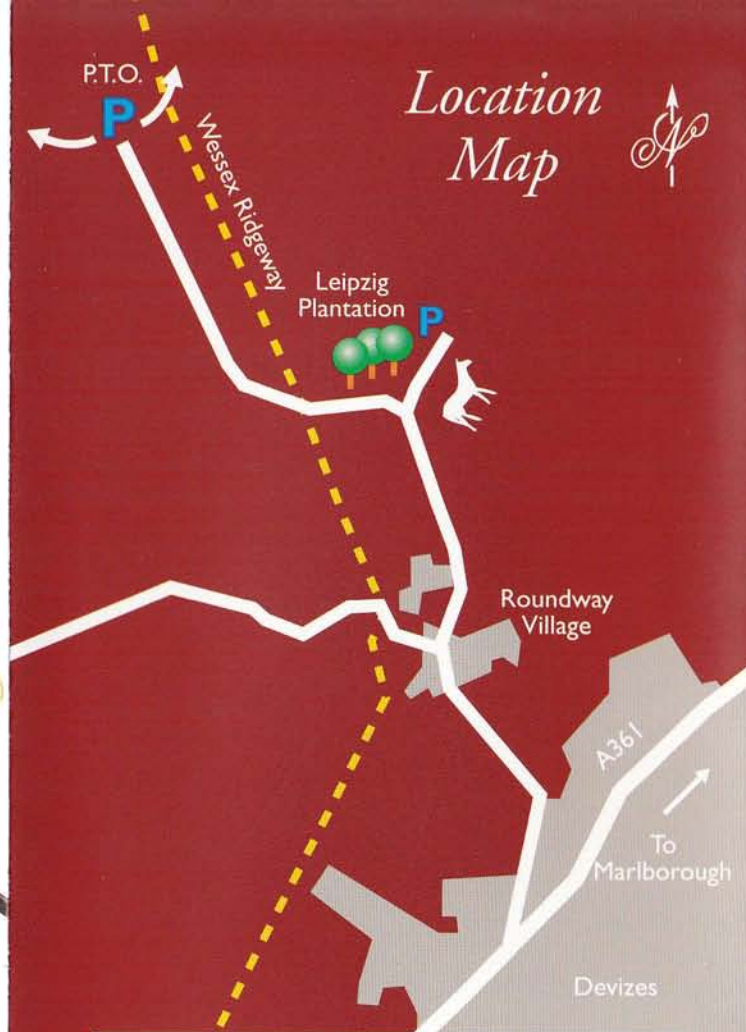 P.T.O.
P
Location
Map
N
Wessex Ridgeway
Leipzig
Plantation
P
Roundway
Village
A361
To
Marlborough
Devizes